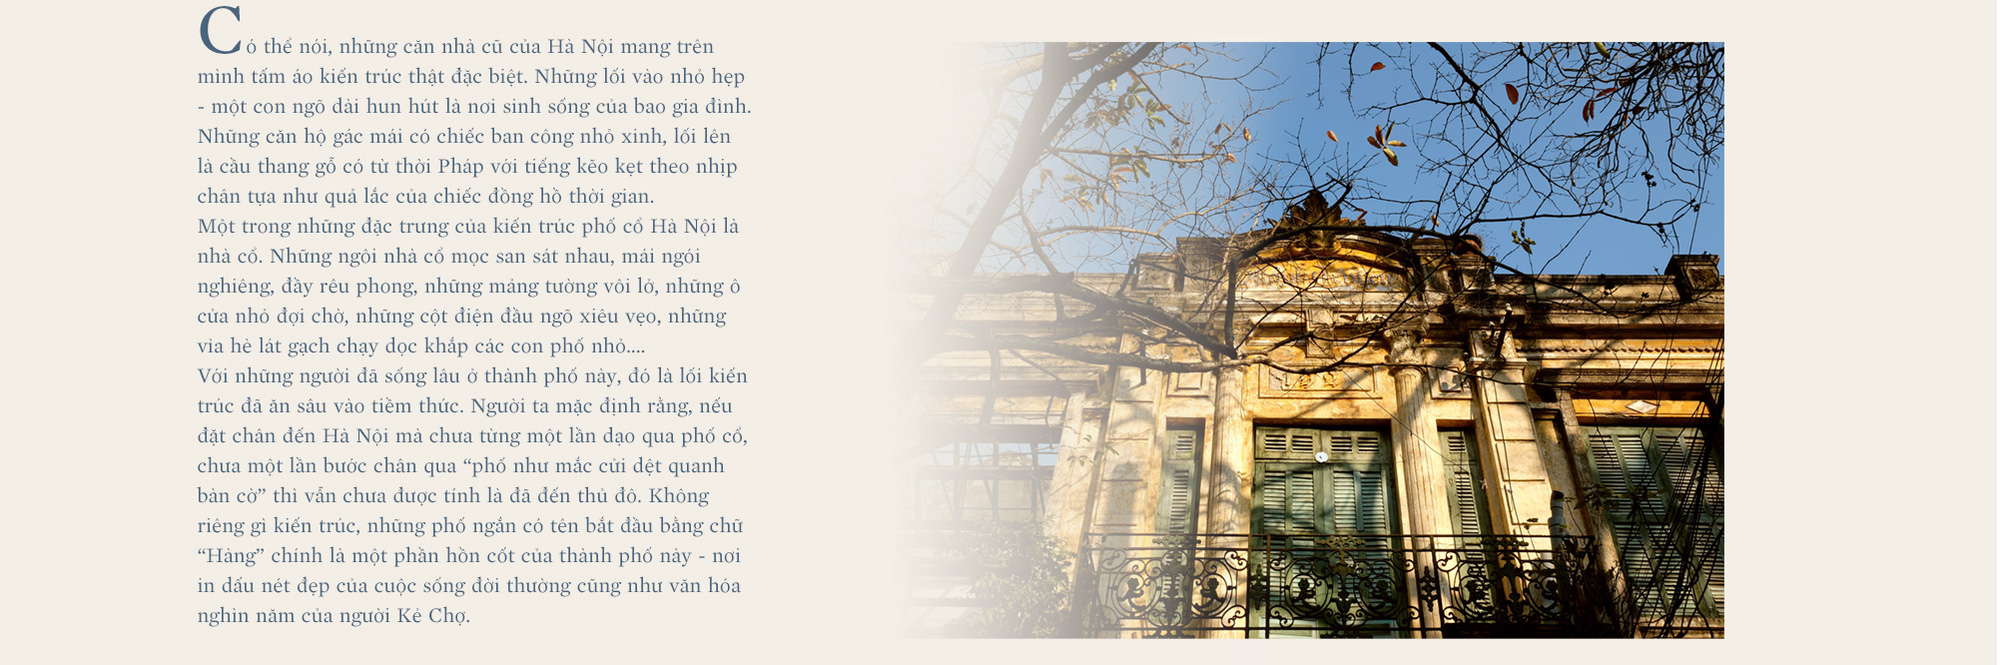 Có thể nói, những căn nhà cũ của Hà Nội mang trên
mình tấm áo kiến trúc thật đặc biệt. Những lối vào nhỏ hẹp
- một con ngõ dài hun hút là nơi sinh sống của bao gia đình.
Những căn hộ gác mái có chiếc ban công nhỏ xinh, lối lên
là cầu thang gỗ có từ thời Pháp với tiếng kẽo kẹt theo nhịp
chân tựa như quả lắc của chiếc đồng hồ thời gian.
Một trong những đặc trưng của kiến trúc phố cổ Hà Nội là
nhà cổ. Những ngôi nhà cổ mọc san sát nhau, mái ngói
nghiêng, đầy rêu phong, những mảng tường vôi lở, những ô
cửa nhỏ đợi chờ, những cột điện đầu ngõ xiêu vẹo, những
vỉa hè lát gạch chạy dọc khắp các con phố nhỏ....
Với những người đã sống lâu ở thành phố này, đó là lối kiến
trúc đã ăn sâu vào tiềm thức. Người ta mặc định rằng, nếu
đặt chân đến Hà Nội mà chưa từng một lần dạo qua phố cổ,
chưa một lần bước chân qua “phố như mắc cửi dệt quanh
bàn cờ” thì vẫn chưa được tính là đã đến thủ đô. Không
riêng gì kiến trúc, những phố ngắn có tên bắt đầu bằng chữ
“Hàng” chính là một phần hồn cốt của thành phố này - nơi
in dấu nét đẹp của cuộc sống đời thường cũng như văn hóa
nghìn năm của người Kẻ Chợ.